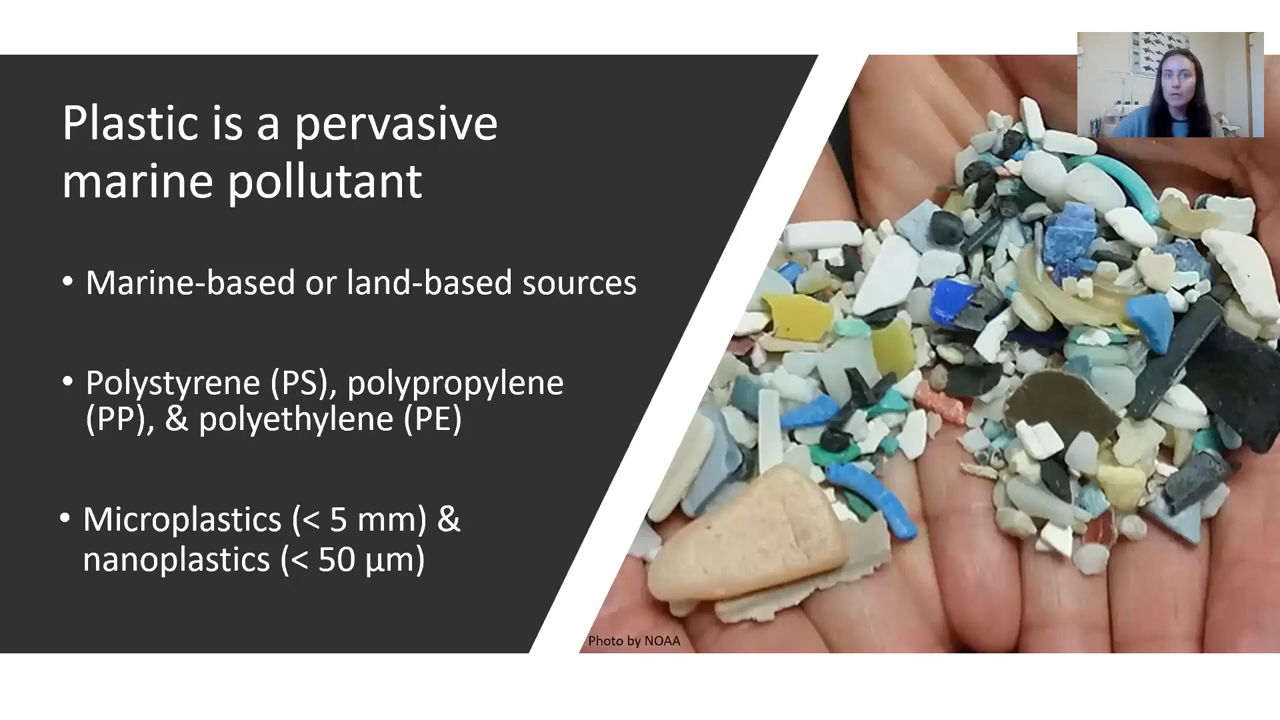 Plastic is a pervasive
marine pollutant
• Marine-based or land-based sources
• Polystyrene (PS), polypropylene
(PP), & polyethylene (PE)
• Microplastics (< 5 mm) &
nanoplastics (< 50 µm)
Photo by NOAA